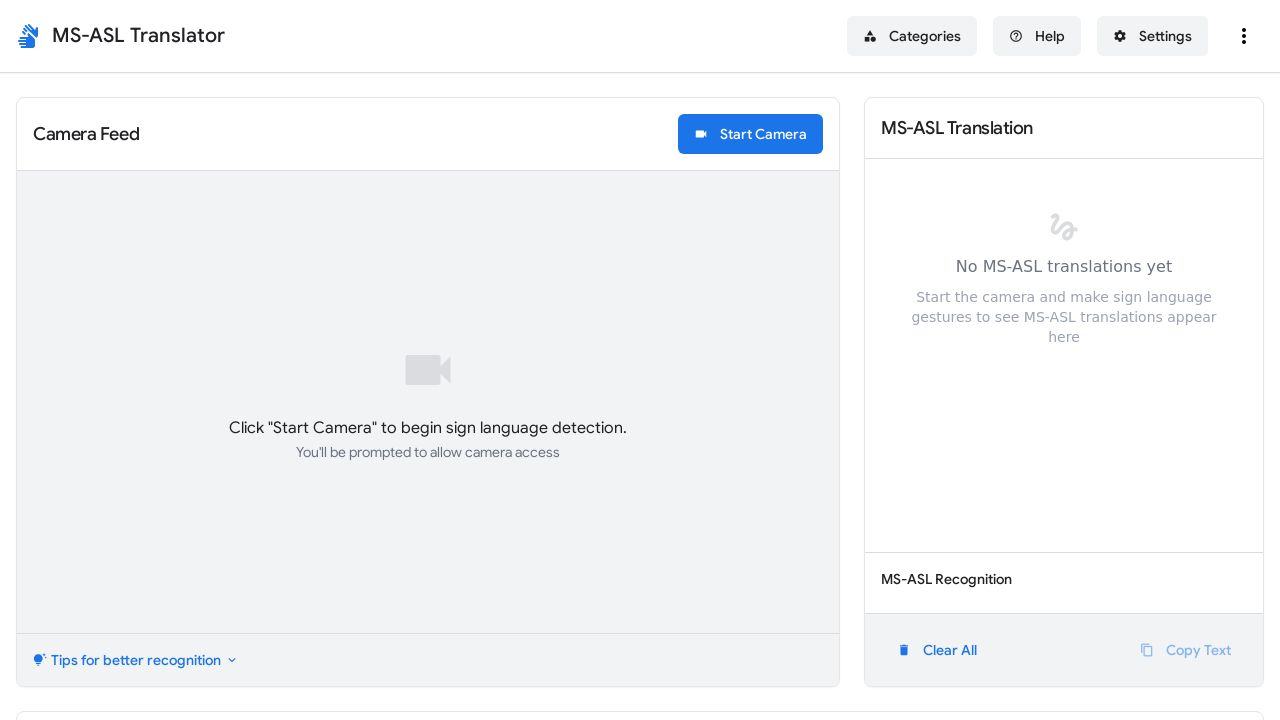 MS-ASL Translator
Categories
Help
Settings
Camera Feed
Start Camera
Click "Start Camera" to begin sign language detection.
You'll be prompted to allow camera access
Tips for better recognition
MS-ASL Translation
No MS-ASL translations yet
Start the camera and make sign language
gestures to see MS-ASL translations appear
here
MS-ASL Recognition
Clear All
Copy Text